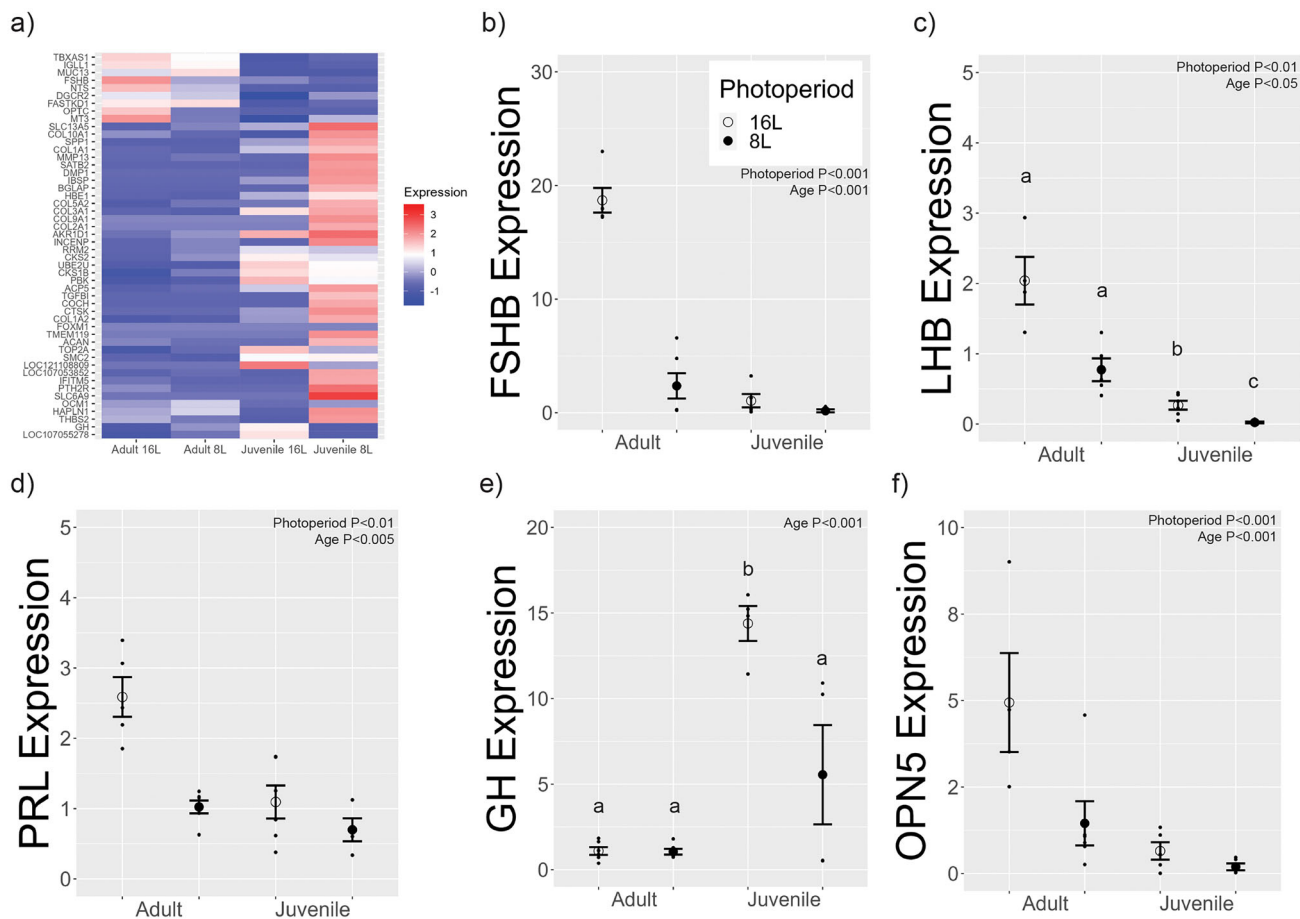 a)
TBXAS1
IGLL1
MUC13
FSHB
NTS
DGCR2
FASTKD1
OPTC
MT3
SLC13A5
COL10A1
SPP1
COL1A1
MMP13
SATB2
DMP1
IBSP
BGLAP
HBE1
COL5A2
COL3A1
COL9A1
COL2A1
AKR1D1
INCENP
RRM2
CKS2
UBE2U
CKS1B
PBK
ACP5
TGFBI
COCH
CTSK
COL1A2
FOXM1
TMEM119
ACAN
TOP2A
SMC2
LOC121108809
LOC107053852
IFITM5
PTH2R
SLC6A9
OCM1
HAPLN1
THBS2
GH
LOC107055278
Adult 16L Adult 8L Juvenile 16L Juvenile 8L
Expression
3
2
1
0
-1
b)
FSHB Expression
30
20
10
0
Photoperiod
16L
8L
Photoperiod P<0.001
Age P<0.001
Adult Juvenile
c)
LHB Expression
5
4
3
2
1
0
Photoperiod P<0.01
Age P<0.05
a
a
b
c
Adult Juvenile
d)
PRL Expression
5
4
3
2
1
0
Photoperiod P<0.01
Age P<0.005
Adult Juvenile
e)
GH Expression
20
15
10
5
0
Age P<0.001
a
a
b
a
Adult Juvenile
f)
OPN5 Expression
10
8
5
2
0
Photoperiod P<0.001
Age P<0.001
Adult Juvenile